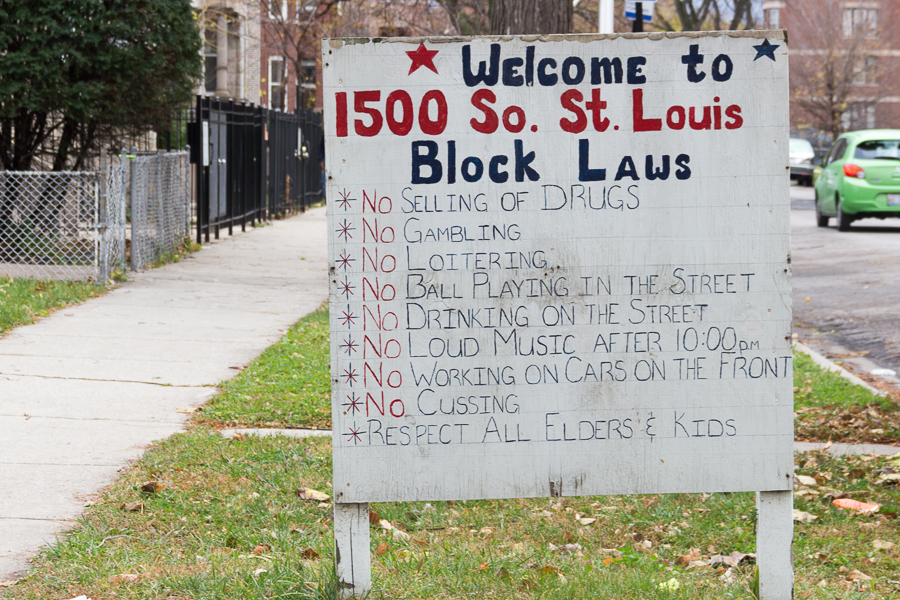 Welcome to
1500 So. St. Louis
Block Laws
* No Selling of DRUGS
* No Gambling
* No Loitering
* No Ball Playing in the Street
* No Drinking on the Street
* No Loud Music after 10:00pm
* No Working on Cars on the Front
* No Cussing
* Respect All Elders & Kids